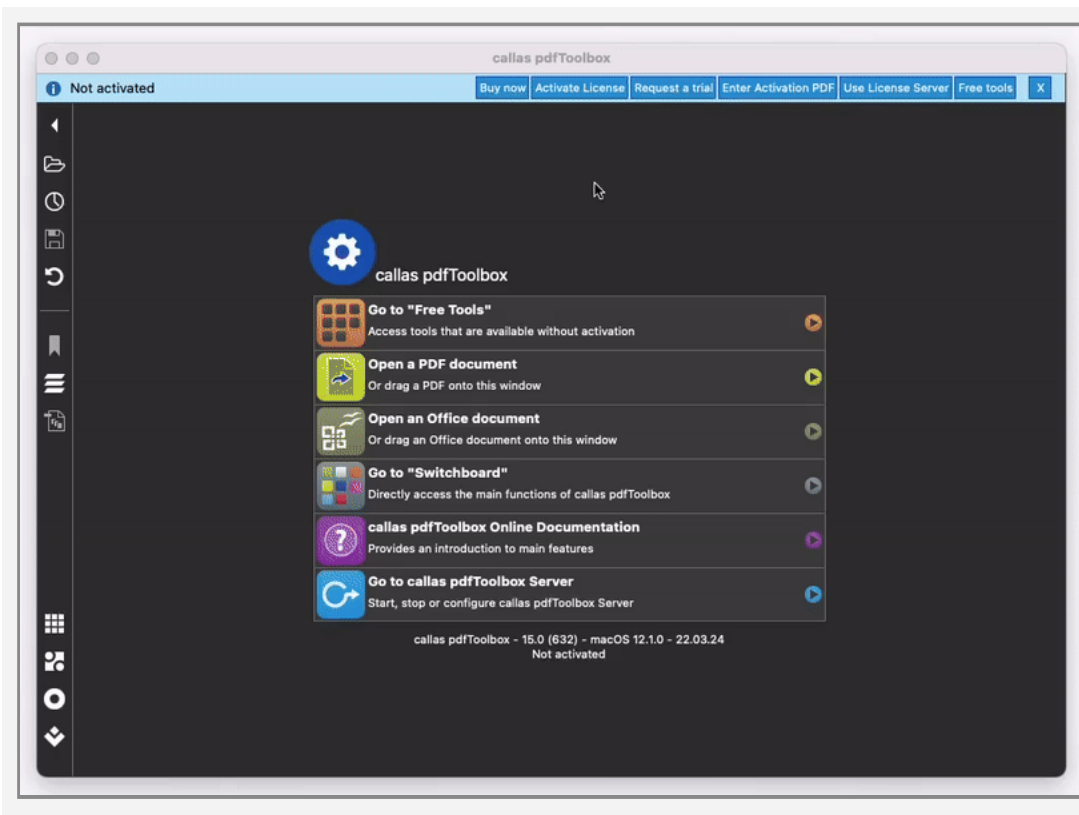 callas pdfToolbox
Not activated
Buy now
Activate License
Request a trial
Enter Activation PDF
Use License Server
Free tools
X
callas pdfToolbox
Go to "Free Tools"
Access tools that are available without activation
Open a PDF document
Or drag a PDF onto this window
Open an Office document
Or drag an Office document onto this window
Go to "Switchboard"
Directly access the main functions of callas pdfToolbox
callas pdfToolbox Online Documentation
Provides an introduction to main features
Go to callas pdfToolbox Server
Start, stop or configure callas pdfToolbox Server
callas pdfToolbox - 15.0 (632) - macOS 12.1.0 - 22.03.24
Not activated